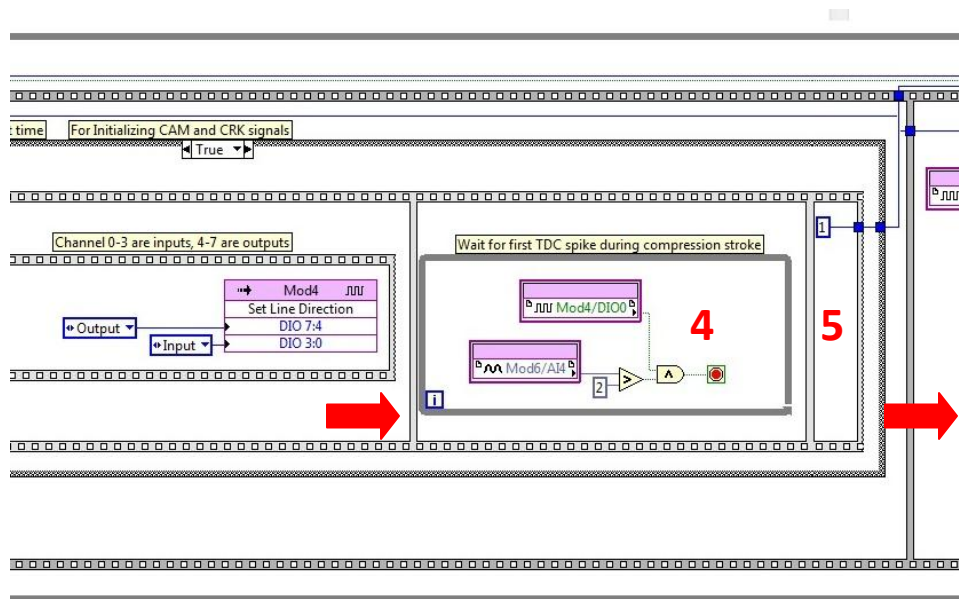 t time
For Initializing CAM and CRK signals
True
Channel 0-3 are inputs, 4-7 are outputs
Mod4
Set Line Direction
DIO 7:4
DIO 3:0
Output
Input
Wait for first TDC spike during compression stroke
Mod4/DIO0
Mod6/AI4
2
>
∧
i
4
1
5